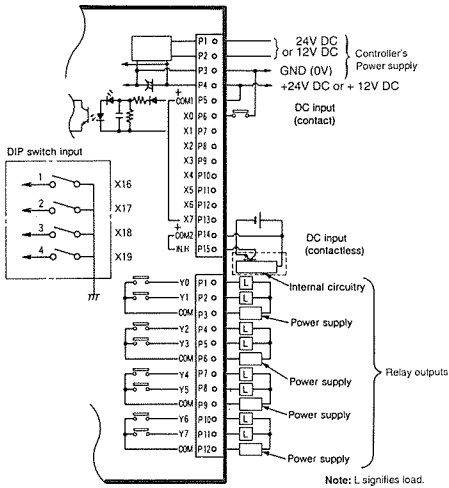 P1
P2
24V DC
or 12V DC
Controller's
Power supply
P3
GND (0V)
P4
+24V DC or + 12V DC
+
COM1 P5
DC input
(contact)
X0 P6
X1 P7
X2 P8
X3 P9
X4 P10
X5 P11
X6 P12
X7 P13
+
COM2 P14
IN.H P15
DC input
(contactless)
DIP switch input
1 X16
2 X17
3 X18
4 X19
Internal circuitry
Y0 P1 L
Y1 P2 L
COM P3
Power supply
Y2 P4 L
Y3 P5 L
COM P6
Power supply
Y4 P7 L
Y5 P8 L
COM P9
Power supply
Y6 P10 L
Y7 P11 L
COM P12
Power supply
Relay outputs
Note: L signifies load.